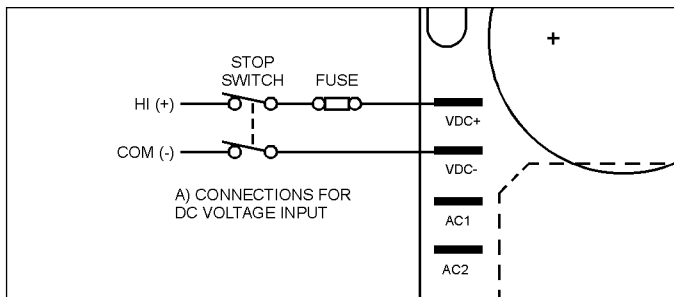 STOP
SWITCH
FUSE
HI (+)
VDC+
COM (-)
VDC-
A) CONNECTIONS FOR
DC VOLTAGE INPUT
AC1
AC2
+